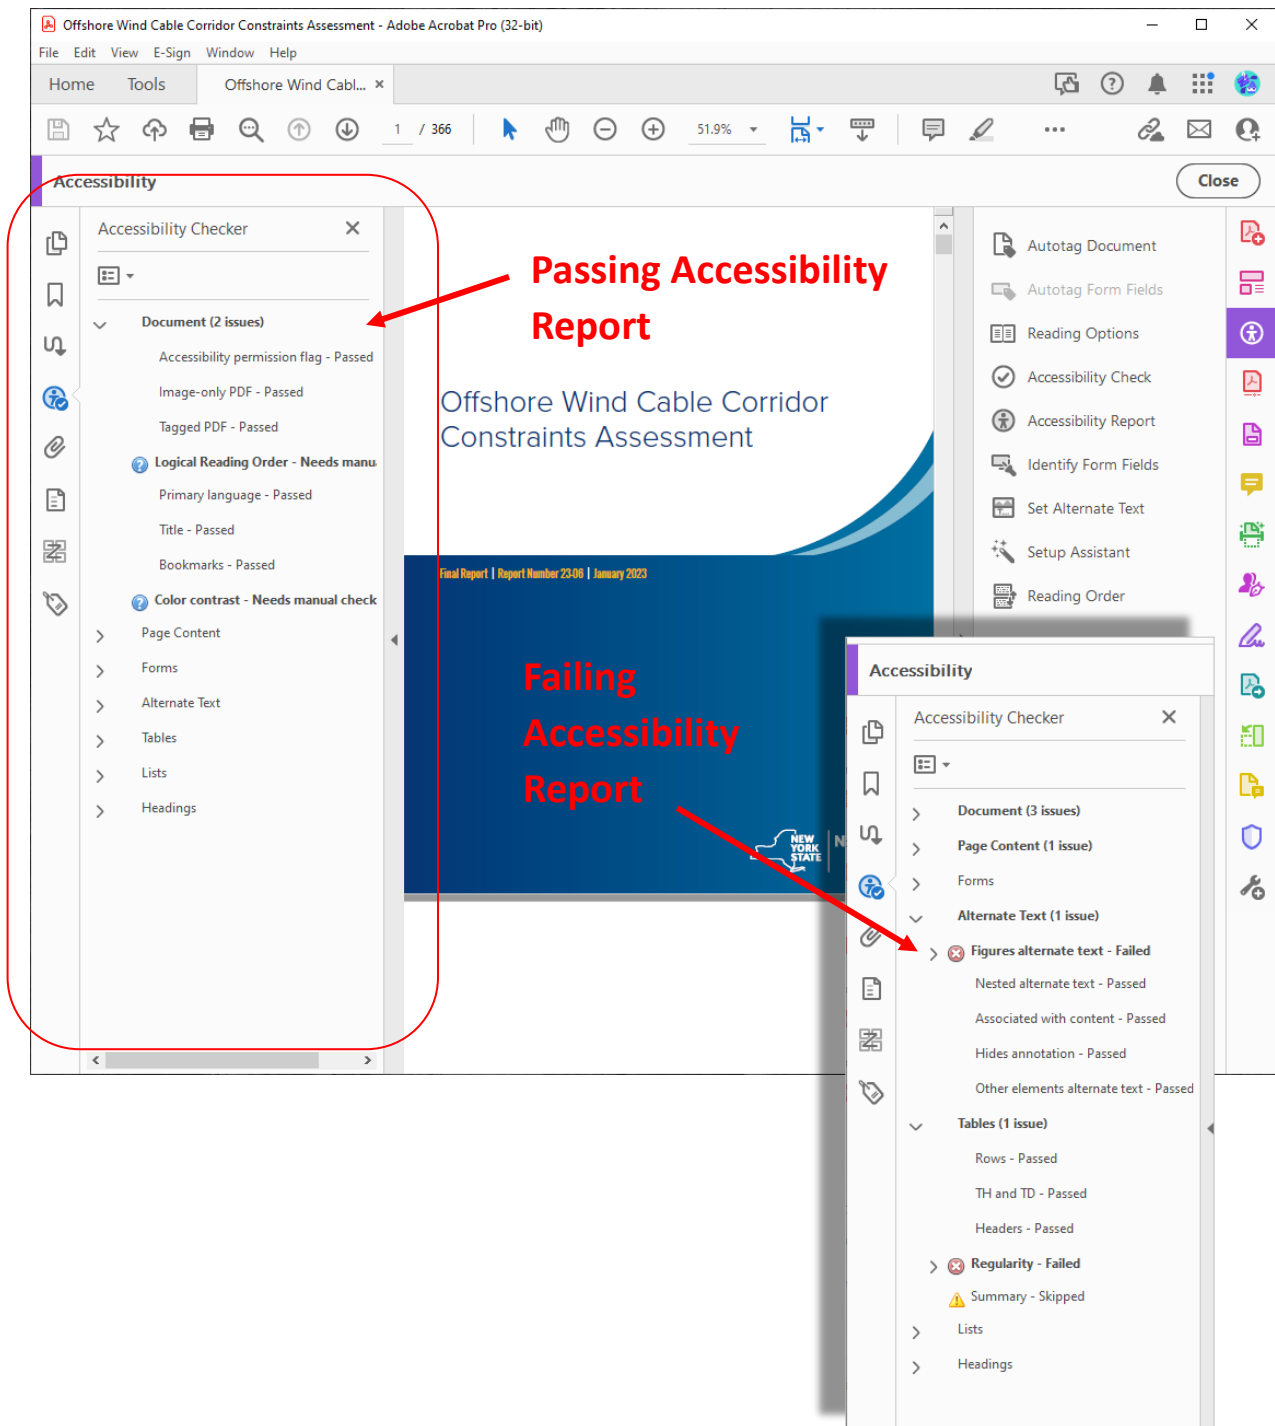 Offshore Wind Cable Corridor Constraints Assessment - Adobe Acrobat Pro (32-bit)
File Edit View E-Sign Window Help
Home Tools Offshore Wind Cabl... ×
1 / 366 51.9%
Accessibility
Close
Accessibility Checker
Document (2 issues)
Accessibility permission flag - Passed
Image-only PDF - Passed
Tagged PDF - Passed
Logical Reading Order - Needs manu
Primary language - Passed
Title - Passed
Bookmarks - Passed
Color contrast - Needs manual check
Page Content
Forms
Alternate Text
Tables
Lists
Headings
Passing Accessibility
Report
Offshore Wind Cable Corridor
Constraints Assessment
Final Report | Report Number 23-06 | January 2023
Failing
Accessibility
Report
NEW
YORK
STATE
N
Autotag Document
Autotag Form Fields
Reading Options
Accessibility Check
Accessibility Report
Identify Form Fields
Set Alternate Text
Setup Assistant
Reading Order
Accessibility
Accessibility Checker
Document (3 issues)
Page Content (1 issue)
Forms
Alternate Text (1 issue)
Figures alternate text - Failed
Nested alternate text - Passed
Associated with content - Passed
Hides annotation - Passed
Other elements alternate text - Passed
Tables (1 issue)
Rows - Passed
TH and TD - Passed
Headers - Passed
Regularity - Failed
Summary - Skipped
Lists
Headings